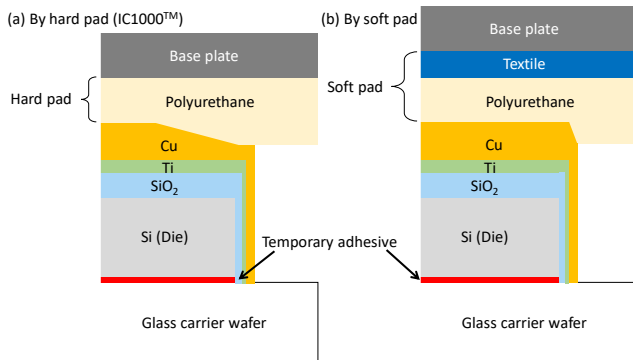 (a) By hard pad (IC1000TM)
Base plate
Hard pad
Polyurethane
Cu
Ti
SiO2
Si (Die)
Temporary adhesive
Glass carrier wafer
(b) By soft pad
Base plate
Textile
Soft pad
Polyurethane
Cu
Ti
SiO2
Si (Die)
Glass carrier wafer